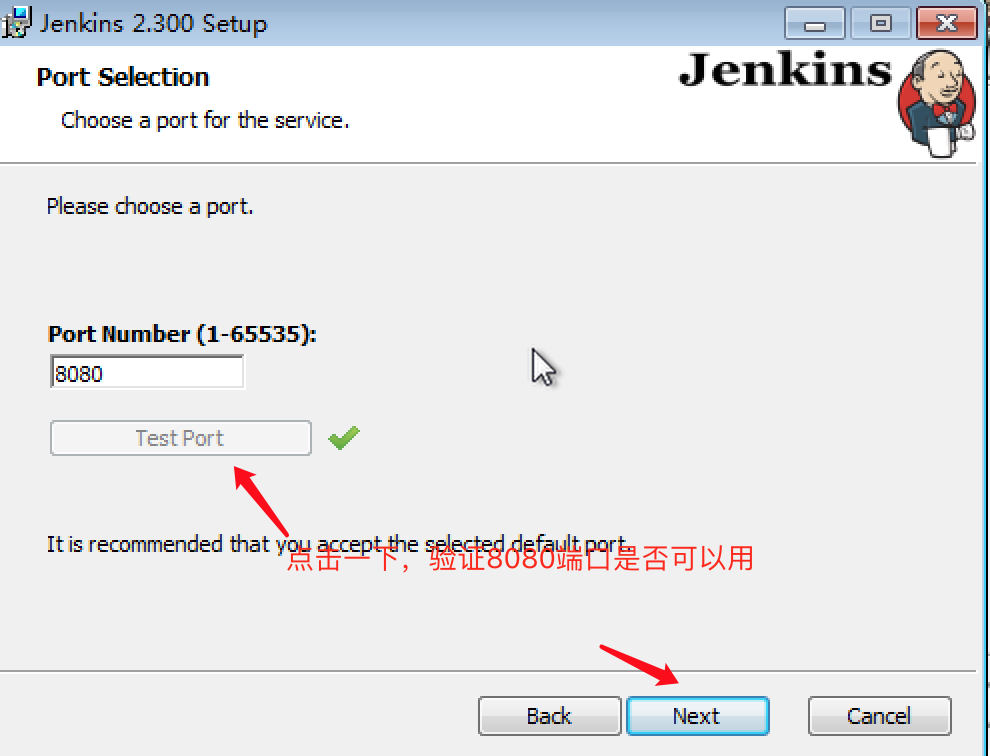 Jenkins 2.300 Setup
Port Selection
Jenkins
Choose a port for the service.
Please choose a port.
Port Number (1-65535):
8080
Test Port
It is recommended that you accept the selected default port.
点击一下，验证8080端口是否可以用
Back
Next
Cancel